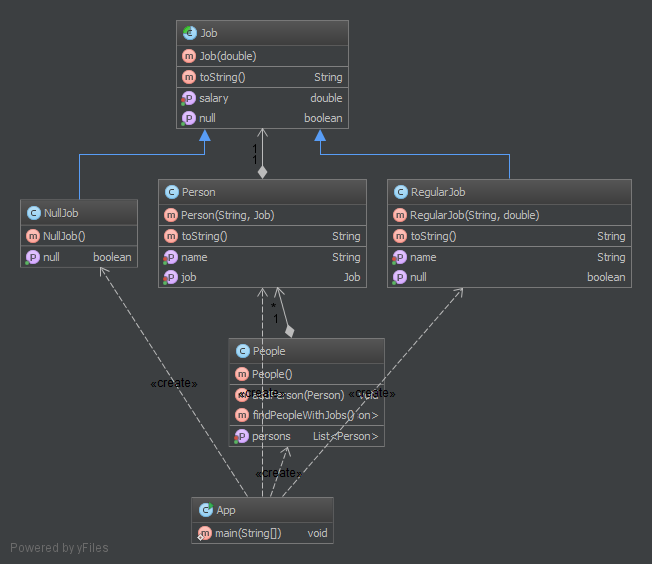 Job
Job(double)
toString() String
salary double
null boolean
1
1
NullJob
NullJob()
null boolean
Person
Person(String, Job)
toString() String
name String
job Job
RegularJob
RegularJob(String, double)
toString() String
name String
null boolean
*
1
People
People()
«create»
«create»
«create»
(Person)
findPeopleWithJobs() on>
persons List<Person>
«create»
App
main(String[]) void
Powered by yFiles